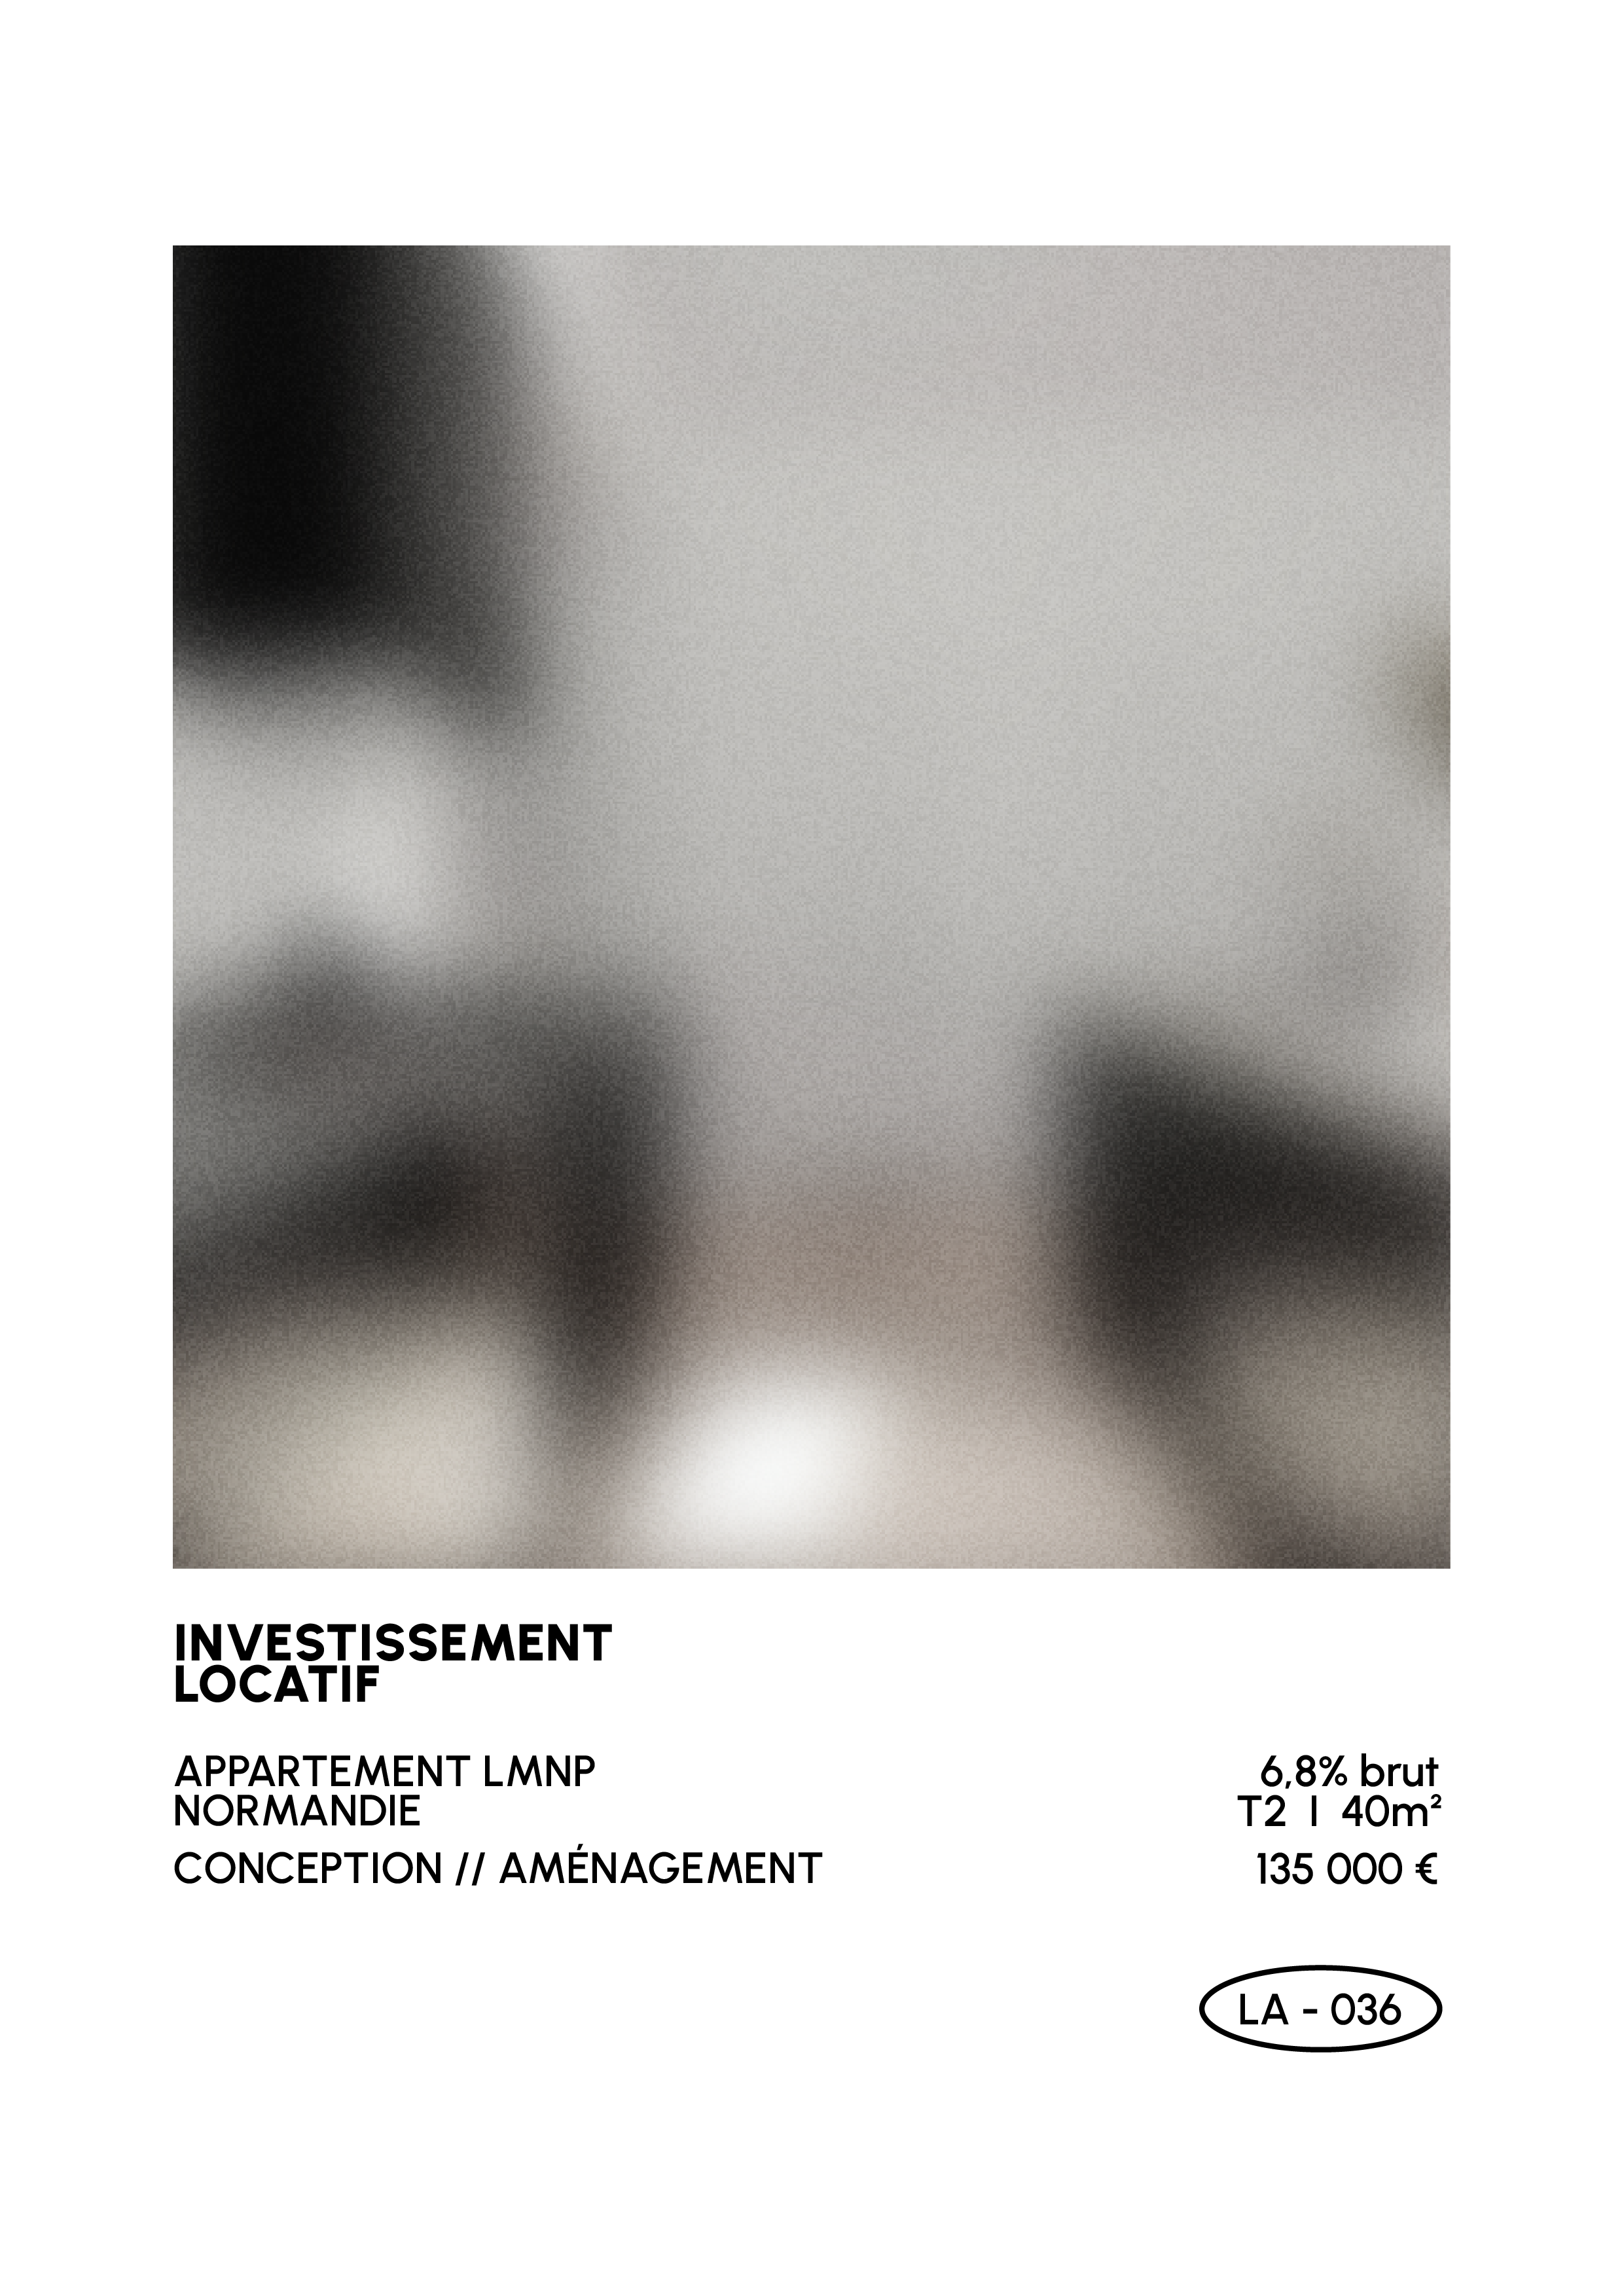 INVESTISSEMENT
LOCATIF
APPARTEMENT LMNP
NORMANDIE
CONCEPTION // AMÉNAGEMENT
6,8% brut
T2 | 40m²
135 000 €
LA - 036